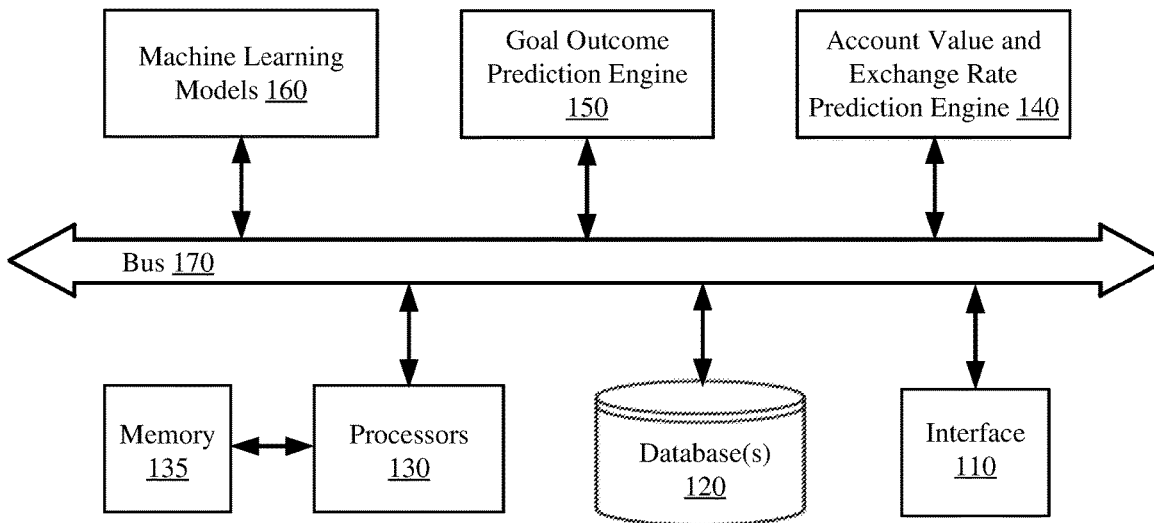 Machine Learning
Models 160
Goal Outcome
Prediction Engine
150
Account Value and
Exchange Rate
Prediction Engine 140
Bus 170
Memory
135
Processors
130
Database(s)
120
Interface
110